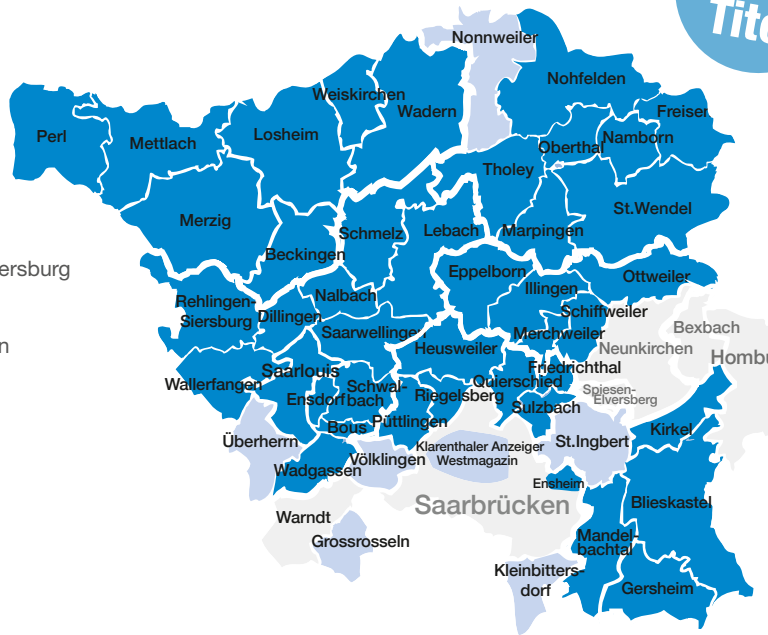 Tite
Nonnweiler
Nohfelden
Weiskirchen
Wadern
Freisen
Perl
Mettlach
Losheim
Oberthal
Namborn
Tholey
Merzig
St.Wendel
Schmelz
Lebach
Marpingen
Beckingen
ersburg
Eppelborn
Ottweiler
Illingen
Nalbach
Rehlingen-
Siersburg
Dillingen
Schiffweiler
Saarwellingen
Merchweiler
Bexbach
n
Heusweiler
Neunkirchen
Hombu
Friedrichthal
Saarlouis
Wallerfangen
Quierschied
Schwal-
bach
Ensdorf
Riegelsberg
Spiesen-
Elversberg
Sulzbach
Püttlingen
Bous
Kirkel
Überherrn
Klarenthaler Anzeiger
Westmagazin
St.Ingbert
Völklingen
Wadgassen
Ensheim
Blieskastel
Saarbrücken
Warndt
Grossrosseln
Mandel-
bachtal
Kleinbitters-
dorf
Gersheim